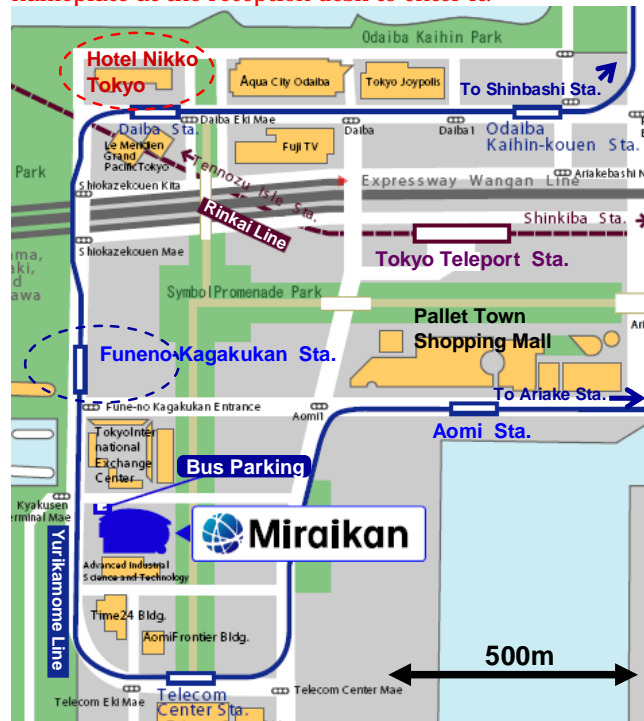 Odaiba Kaihin Park
Hotel Nikko
Tokyo
Aqua City Odaiba
Tokyo Joypolis
To Shinbashi Sta.
Daiba Eki Mae
Daiba Sta.
Daiba
Daiba1
Odaiba
Kaihin-kouen Sta.
Le Meridien
Grand
PacificTokyo
Fuji TV
Ariakebashi N
Park
Shiokazekouen Kita
Tennozu Isle Sta.
Expressway Wangan Line
Rinkai Line
Shinkiba Sta.
Shiokazekouen Mae
Tokyo Teleport Sta.
SymbolPromenade Park
Pallet Town
Shopping Mall
Funeno-Kagakukan Sta.
To Ariake Sta.
Fune-no Kagakukan Entrance
Aomi1
Aomi Sta.
TokyoInter
national
Exchange
Center
Bus Parking
Kyakusen
Terminal Mae
Miraikan
Advanced Industrial
Science and Technology
Yurikamome Line
Time24 Bldg.
AomiFrontier Bldg.
500m
Telecom Eki Mae
Telecom
Center Sta.
Telecom Center Mae